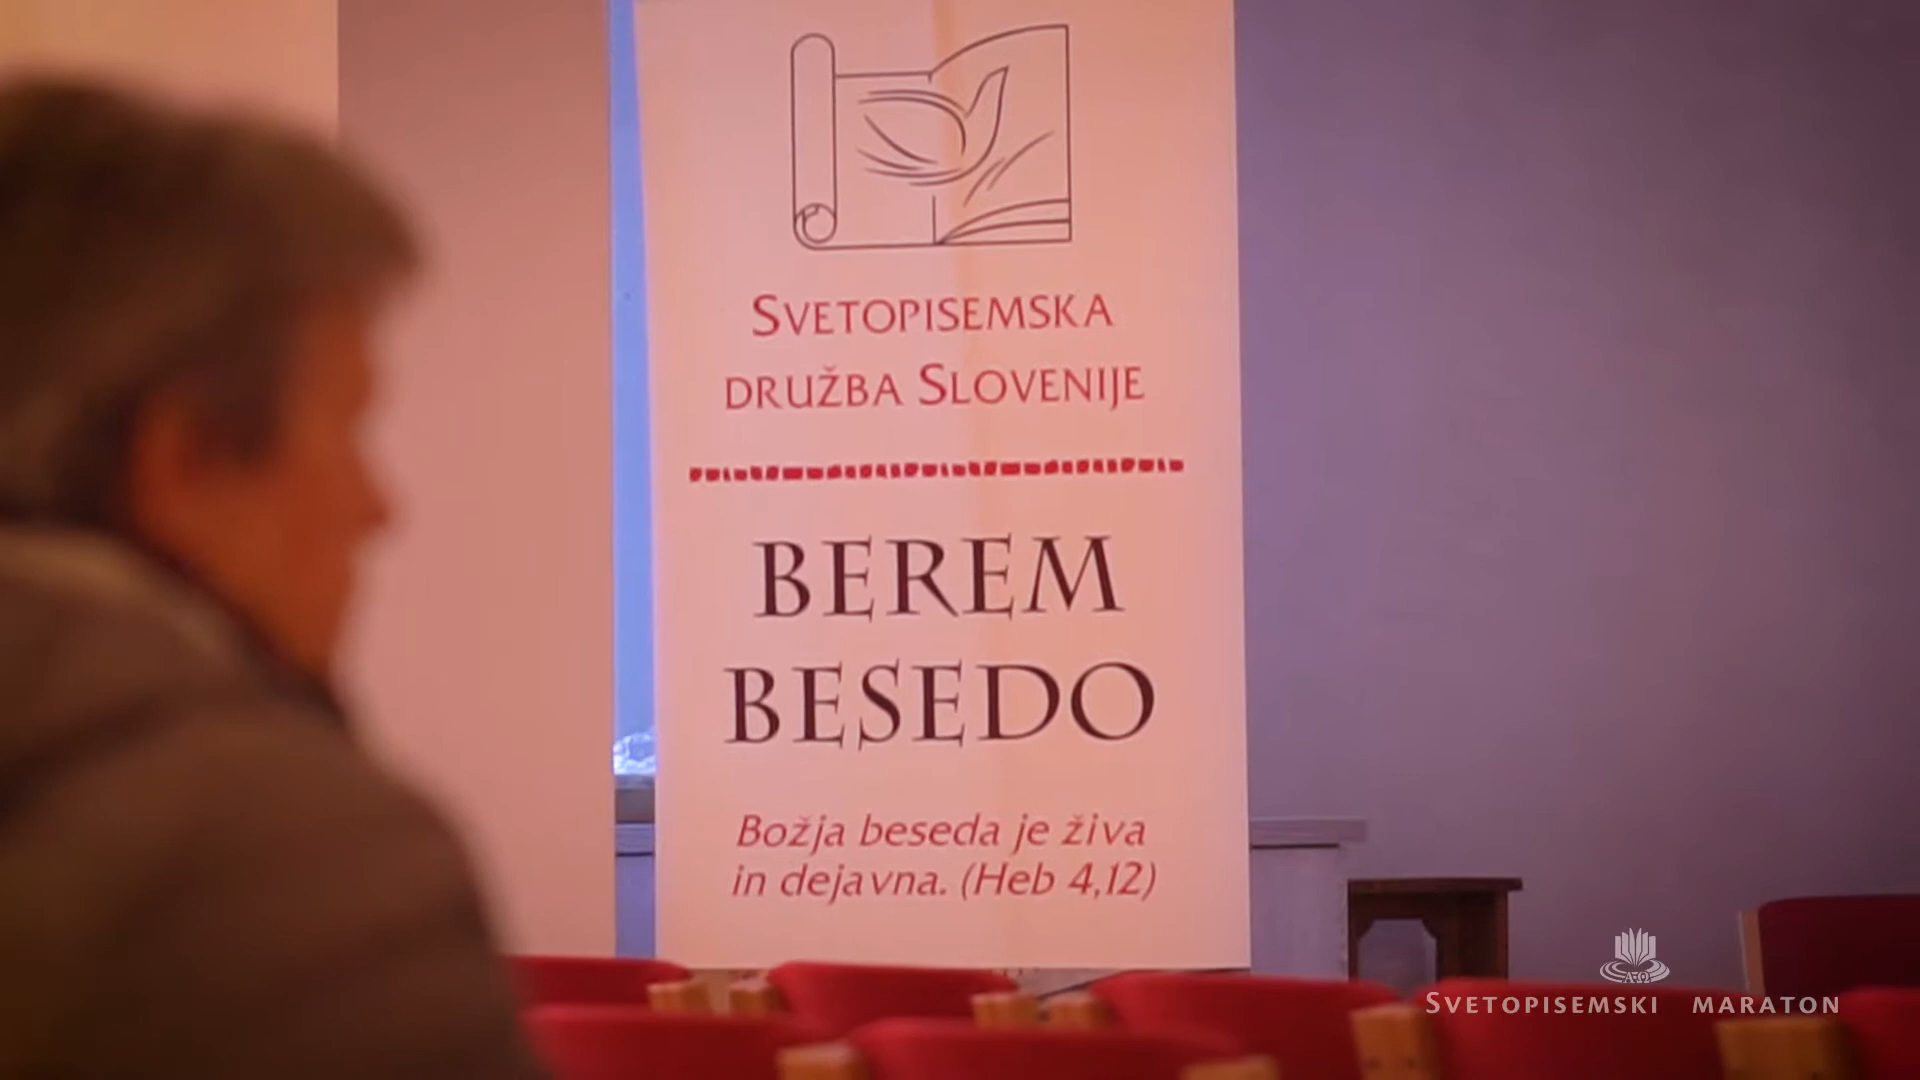 Svetopisemska
družba Slovenije
BEREM
BESEDO
Božja beseda je živa
in dejavna. (Heb 4,12)
Svetopisemski maraton